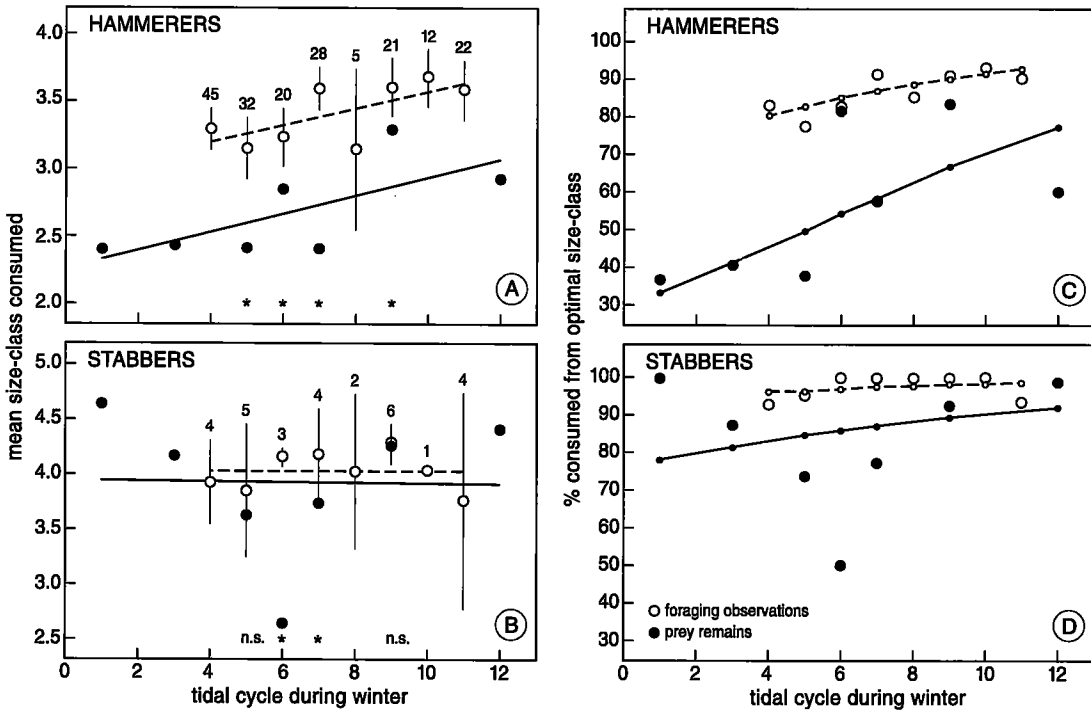 HAMMERERS
4.0
3.5
3.0
2.5
2.0
45
32
20
28
5
21
12
22
* * * *
A
mean size-class consumed
STABBERS
5.0
4.5
4.0
3.5
3.0
2.5
4
5
3
4
2
6
1
4
n.s. * * n.s.
B
0 2 4 6 8 10 12
tidal cycle during winter
HAMMERERS
100
90
80
70
60
50
40
30
C
% consumed from optimal size-class
STABBERS
100
90
80
70
60
50
40
30
foraging observations
prey remains
D
0 2 4 6 8 10 12
tidal cycle during winter